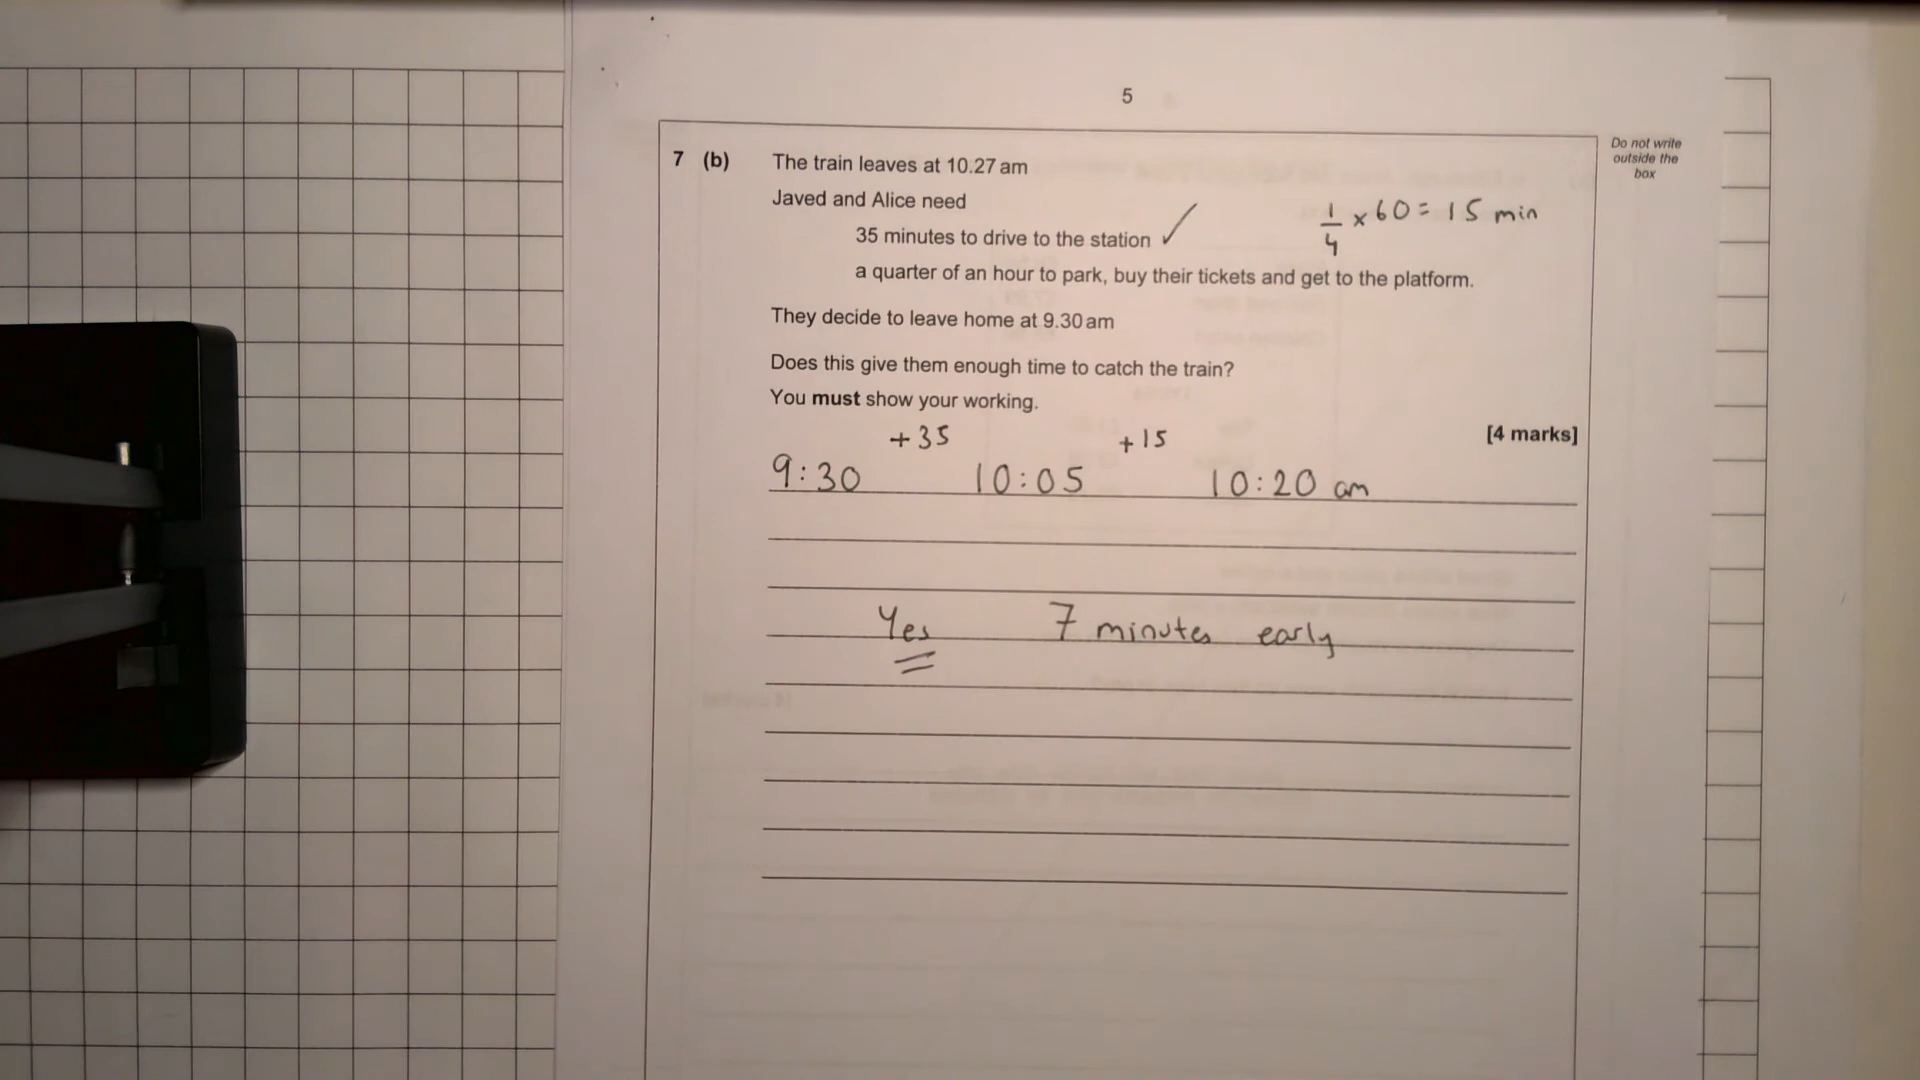 5
Do not write
outside the
box
7 (b) The train leaves at 10.27 am
Javed and Alice need
35 minutes to drive to the station ✓
1/4 × 60 = 15 min
a quarter of an hour to park, buy their tickets and get to the platform.
They decide to leave home at 9.30 am
Does this give them enough time to catch the train?
You must show your working.
[4 marks]
+35 +15
9:30 10:05 10:20 am
Yes 7 minutes early